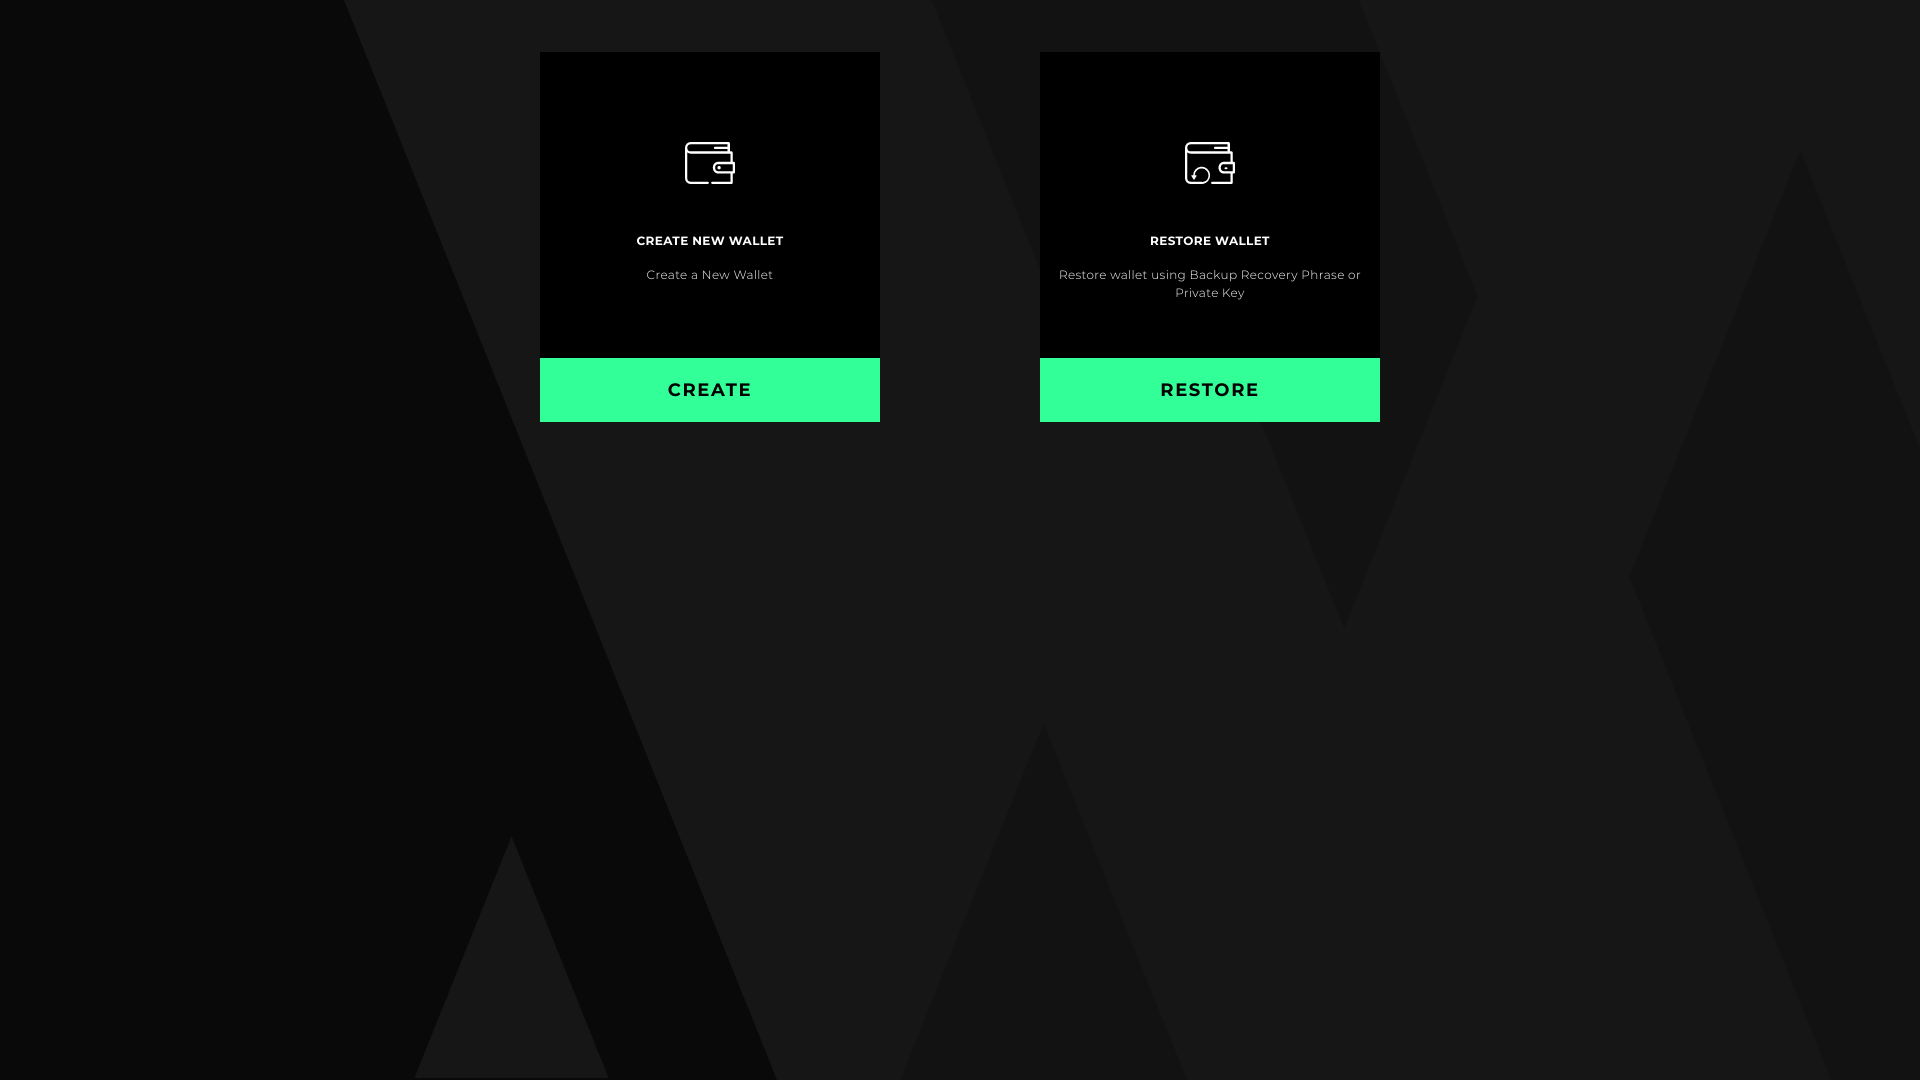 CREATE NEW WALLET
Create a New Wallet
CREATE
RESTORE WALLET
Restore wallet using Backup Recovery Phrase or
Private Key
RESTORE